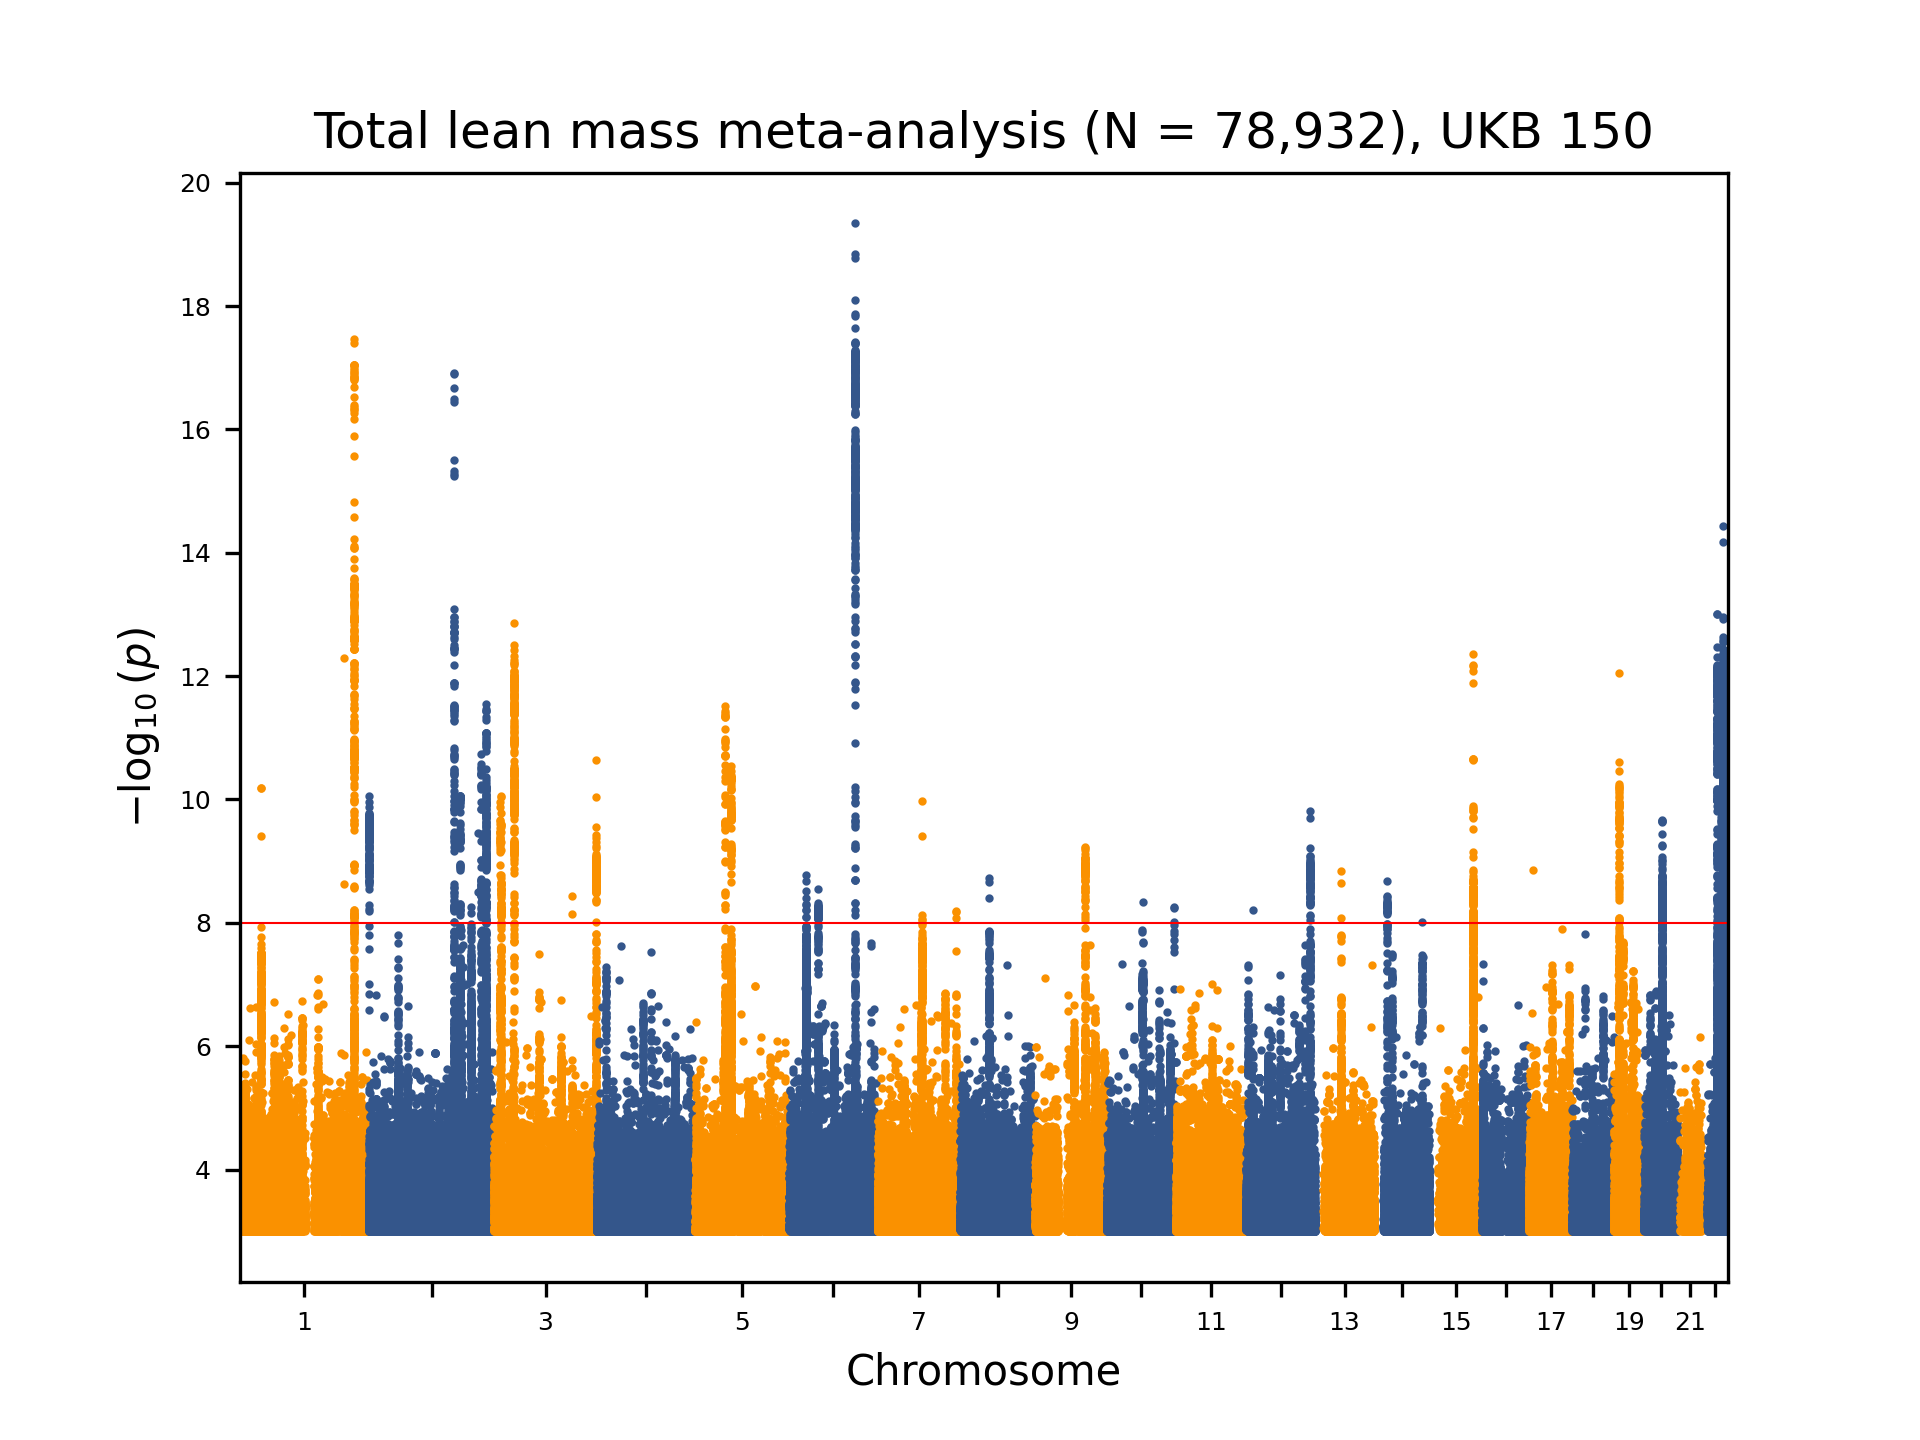 Total lean mass meta-analysis (N = 78,932), UKB 150
20
18
16
14
12
10
8
6
4
−log₁₀(p)
1 3 5 7 9 11 13 15 17 19 21
Chromosome